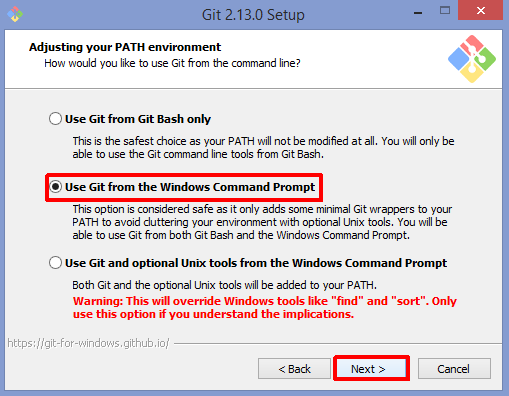 Git 2.13.0 Setup
Adjusting your PATH environment
How would you like to use Git from the command line?
Use Git from Git Bash only
This is the safest choice as your PATH will not be modified at all. You will only be
able to use the Git command line tools from Git Bash.
Use Git from the Windows Command Prompt
This option is considered safe as it only adds some minimal Git wrappers to your
PATH to avoid cluttering your environment with optional Unix tools. You will be
able to use Git from both Git Bash and the Windows Command Prompt.
Use Git and optional Unix tools from the Windows Command Prompt
Both Git and the optional Unix tools will be added to your PATH.
Warning: This will override Windows tools like "find" and "sort". Only
use this option if you understand the implications.
https://git-for-windows.github.io/
< Back
Next >
Cancel